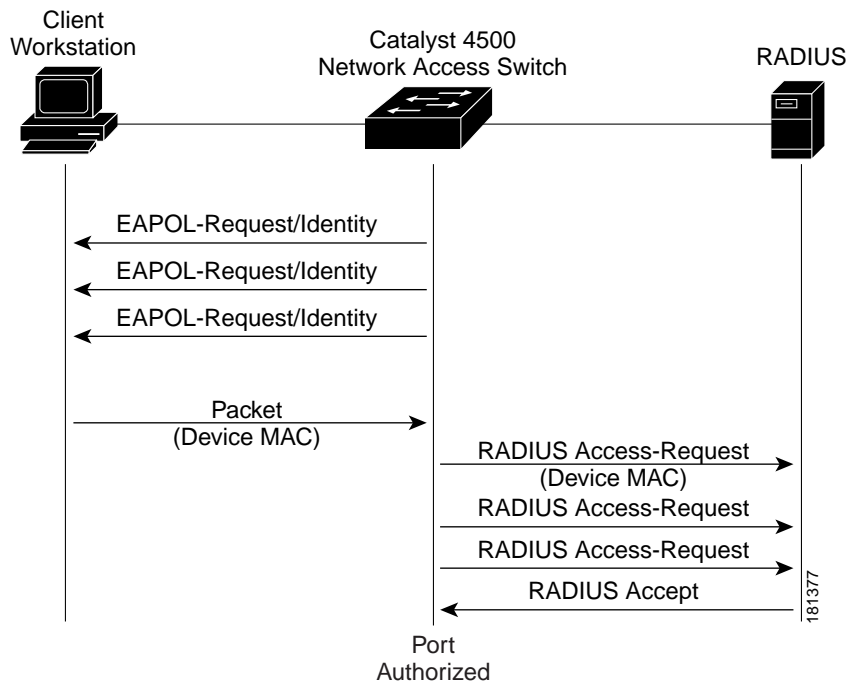 Client
Workstation
Catalyst 4500
Network Access Switch
RADIUS
EAPOL-Request/Identity
EAPOL-Request/Identity
EAPOL-Request/Identity
Packet
(Device MAC)
RADIUS Access-Request
(Device MAC)
RADIUS Access-Request
RADIUS Access-Request
RADIUS Accept
181377
Port
Authorized